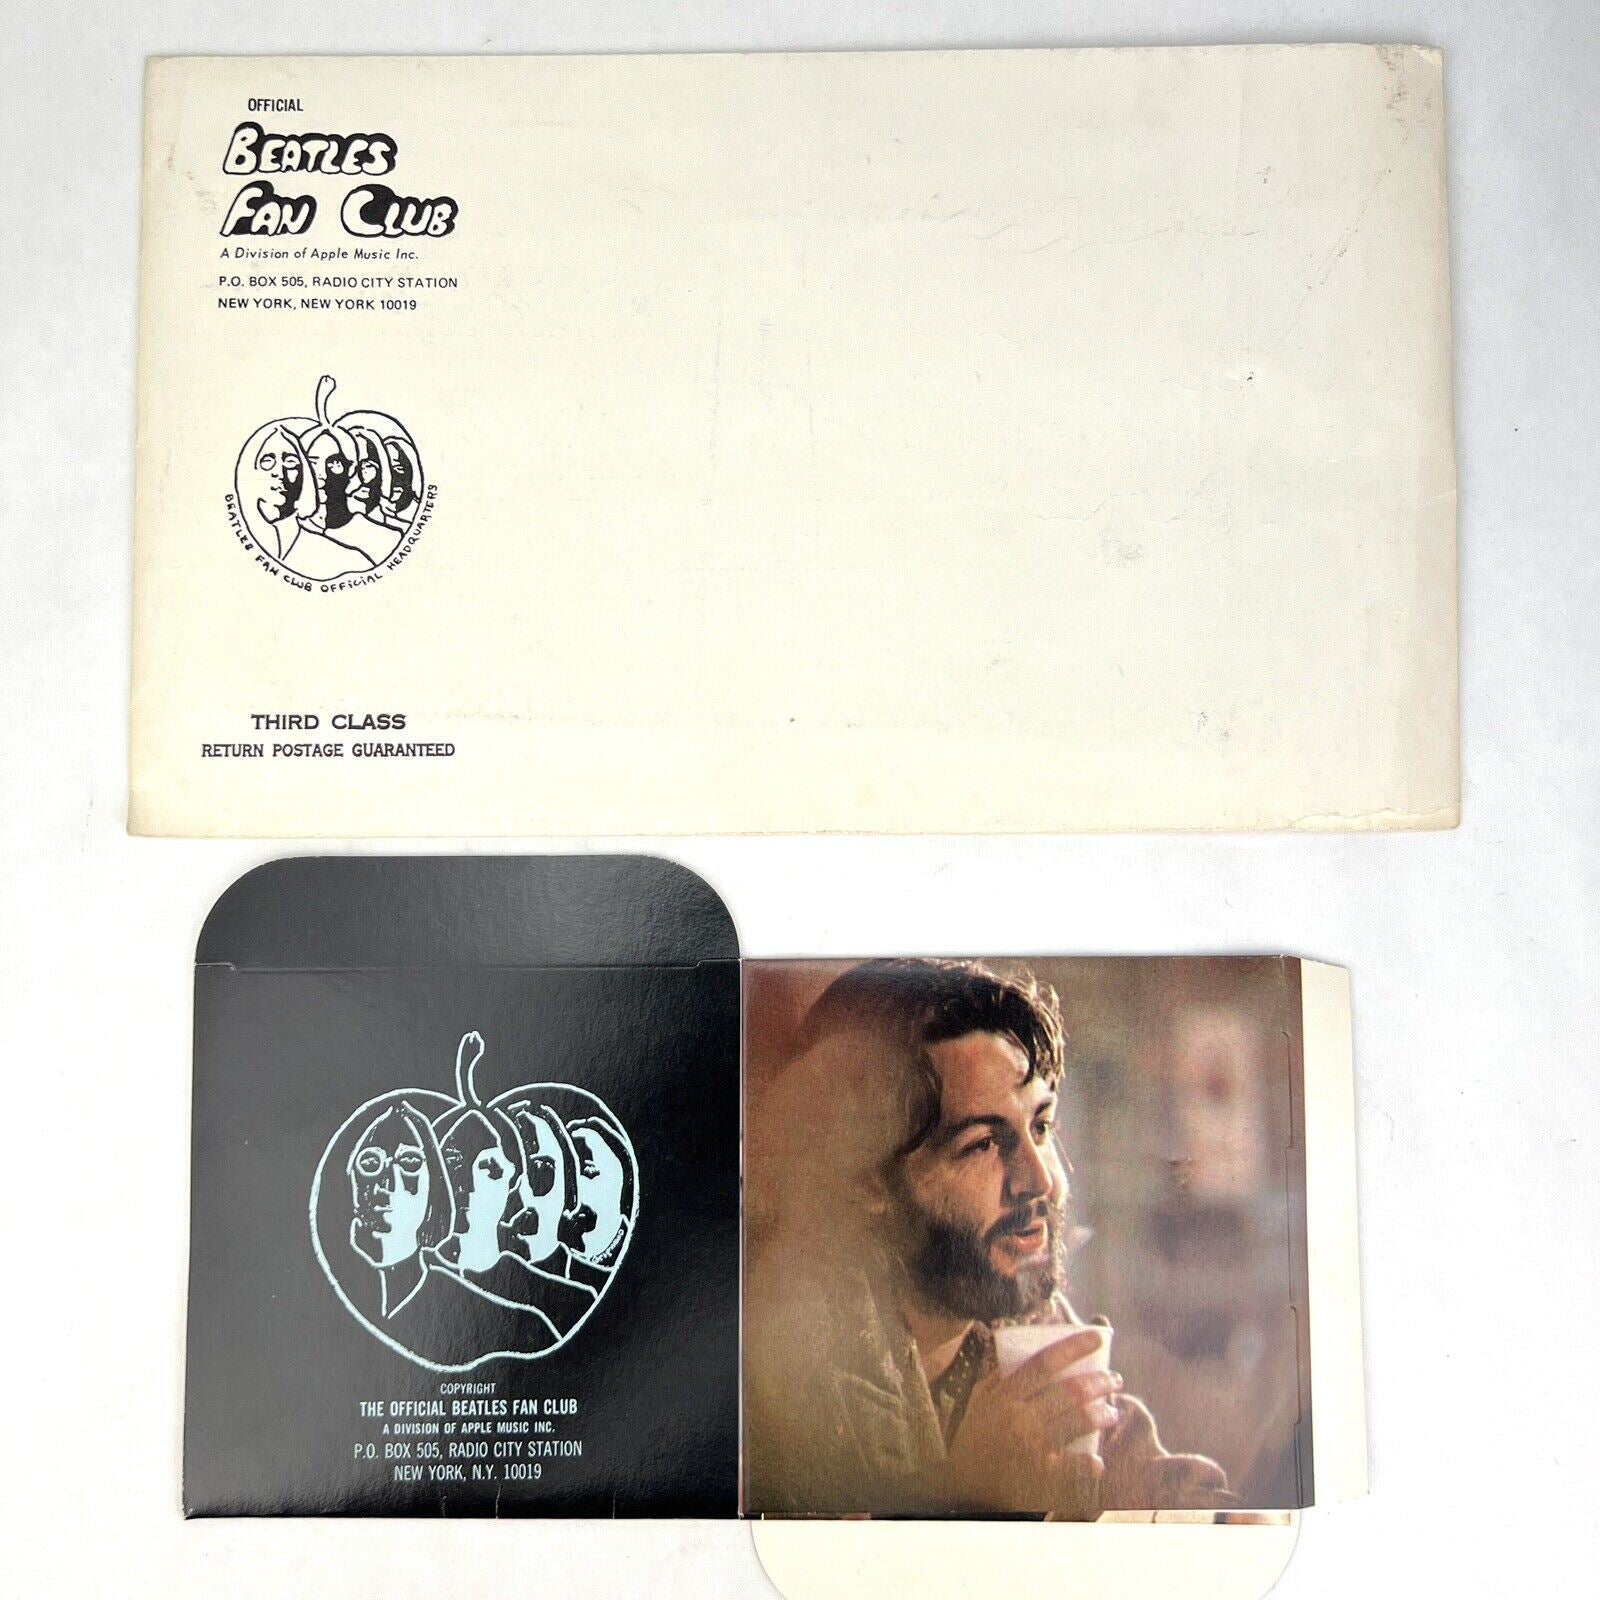 OFFICIAL
BEATLES
FAN CLUB
A Division of Apple Music Inc.
P.O. BOX 505, RADIO CITY STATION
NEW YORK, NEW YORK 10019
BEATLES FAN CLUB OFFICIAL HEADQUARTERS
THIRD CLASS
RETURN POSTAGE GUARANTEED
COPYRIGHT
THE OFFICIAL BEATLES FAN CLUB
A DIVISION OF APPLE MUSIC INC.
P.O. BOX 505, RADIO CITY STATION
NEW YORK, N.Y. 10019